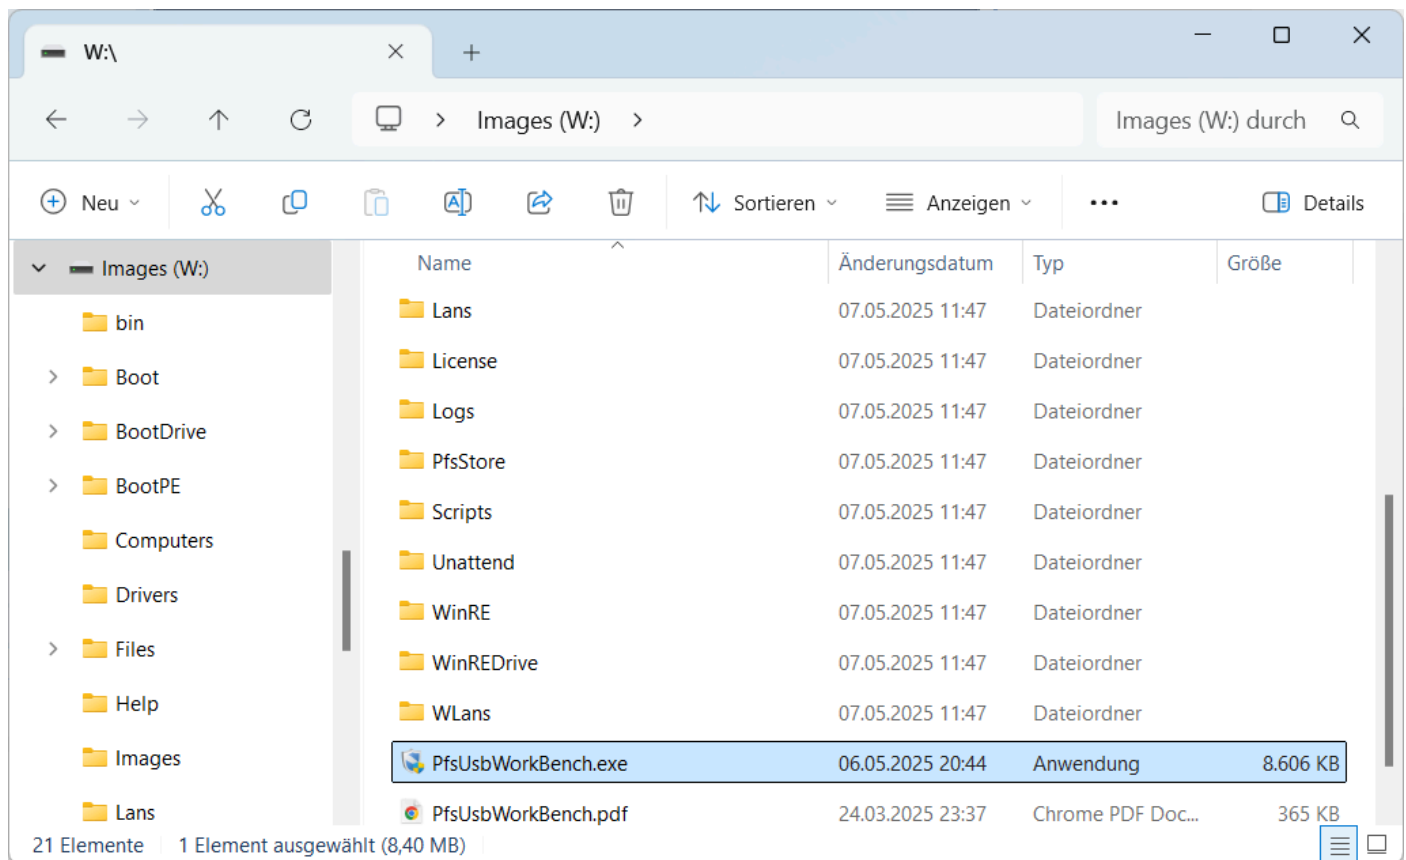 W:\
Images (W:)
Images (W:) durch
Neu
Sortieren
Anzeigen
Details
Images (W:)
bin
Boot
BootDrive
BootPE
Computers
Drivers
Files
Help
Images
Lans
Name Änderungsdatum Typ Größe
Lans 07.05.2025 11:47 Dateiordner
License 07.05.2025 11:47 Dateiordner
Logs 07.05.2025 11:47 Dateiordner
PfsStore 07.05.2025 11:47 Dateiordner
Scripts 07.05.2025 11:47 Dateiordner
Unattend 07.05.2025 11:47 Dateiordner
WinRE 07.05.2025 11:47 Dateiordner
WinREDrive 07.05.2025 11:47 Dateiordner
WLans 07.05.2025 11:47 Dateiordner
PfsUsbWorkBench.exe 06.05.2025 20:44 Anwendung 8.606 KB
PfsUsbWorkBench.pdf 24.03.2025 23:37 Chrome PDF Doc... 365 KB
21 Elemente 1 Element ausgewählt (8,40 MB)